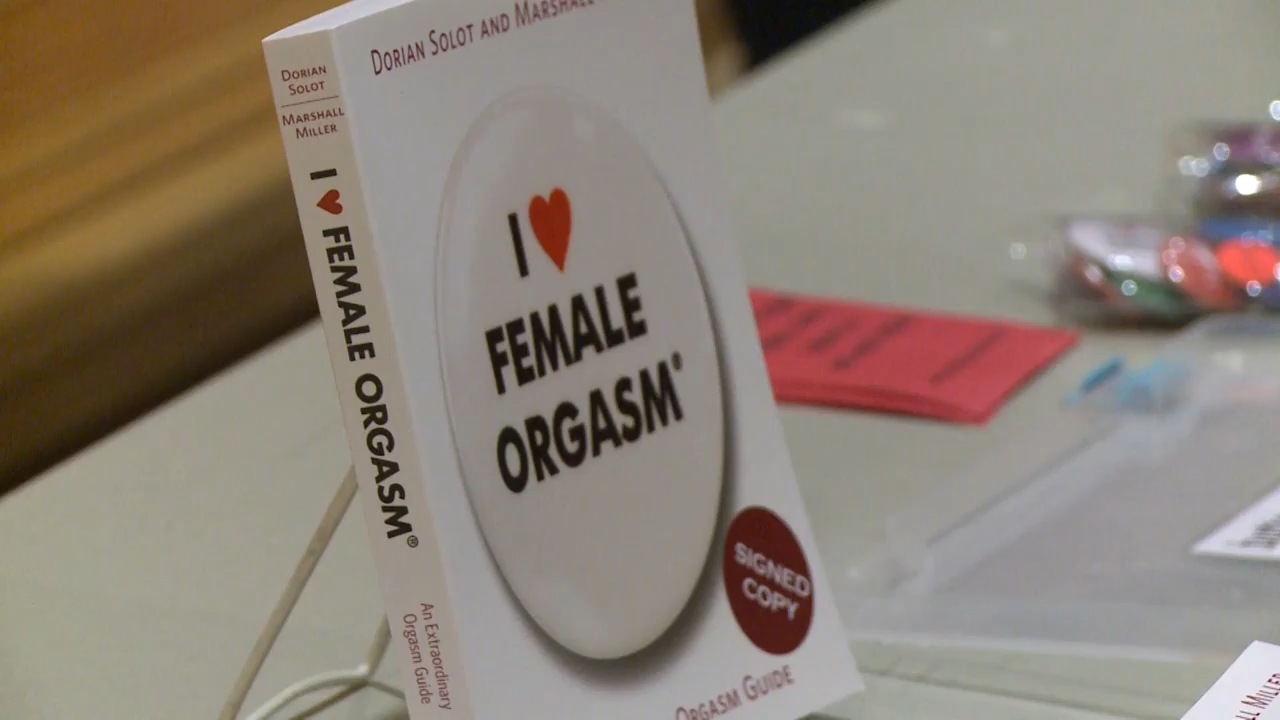 DORIAN SOLOT
MARSHALL MILLER
I ♥ FEMALE ORGASM®
An Extraordinary
Orgasm Guide
DORIAN SOLOT AND MARSHALL
I ♥
FEMALE
ORGASM®
SIGNED
COPY
ORGASM GUIDE